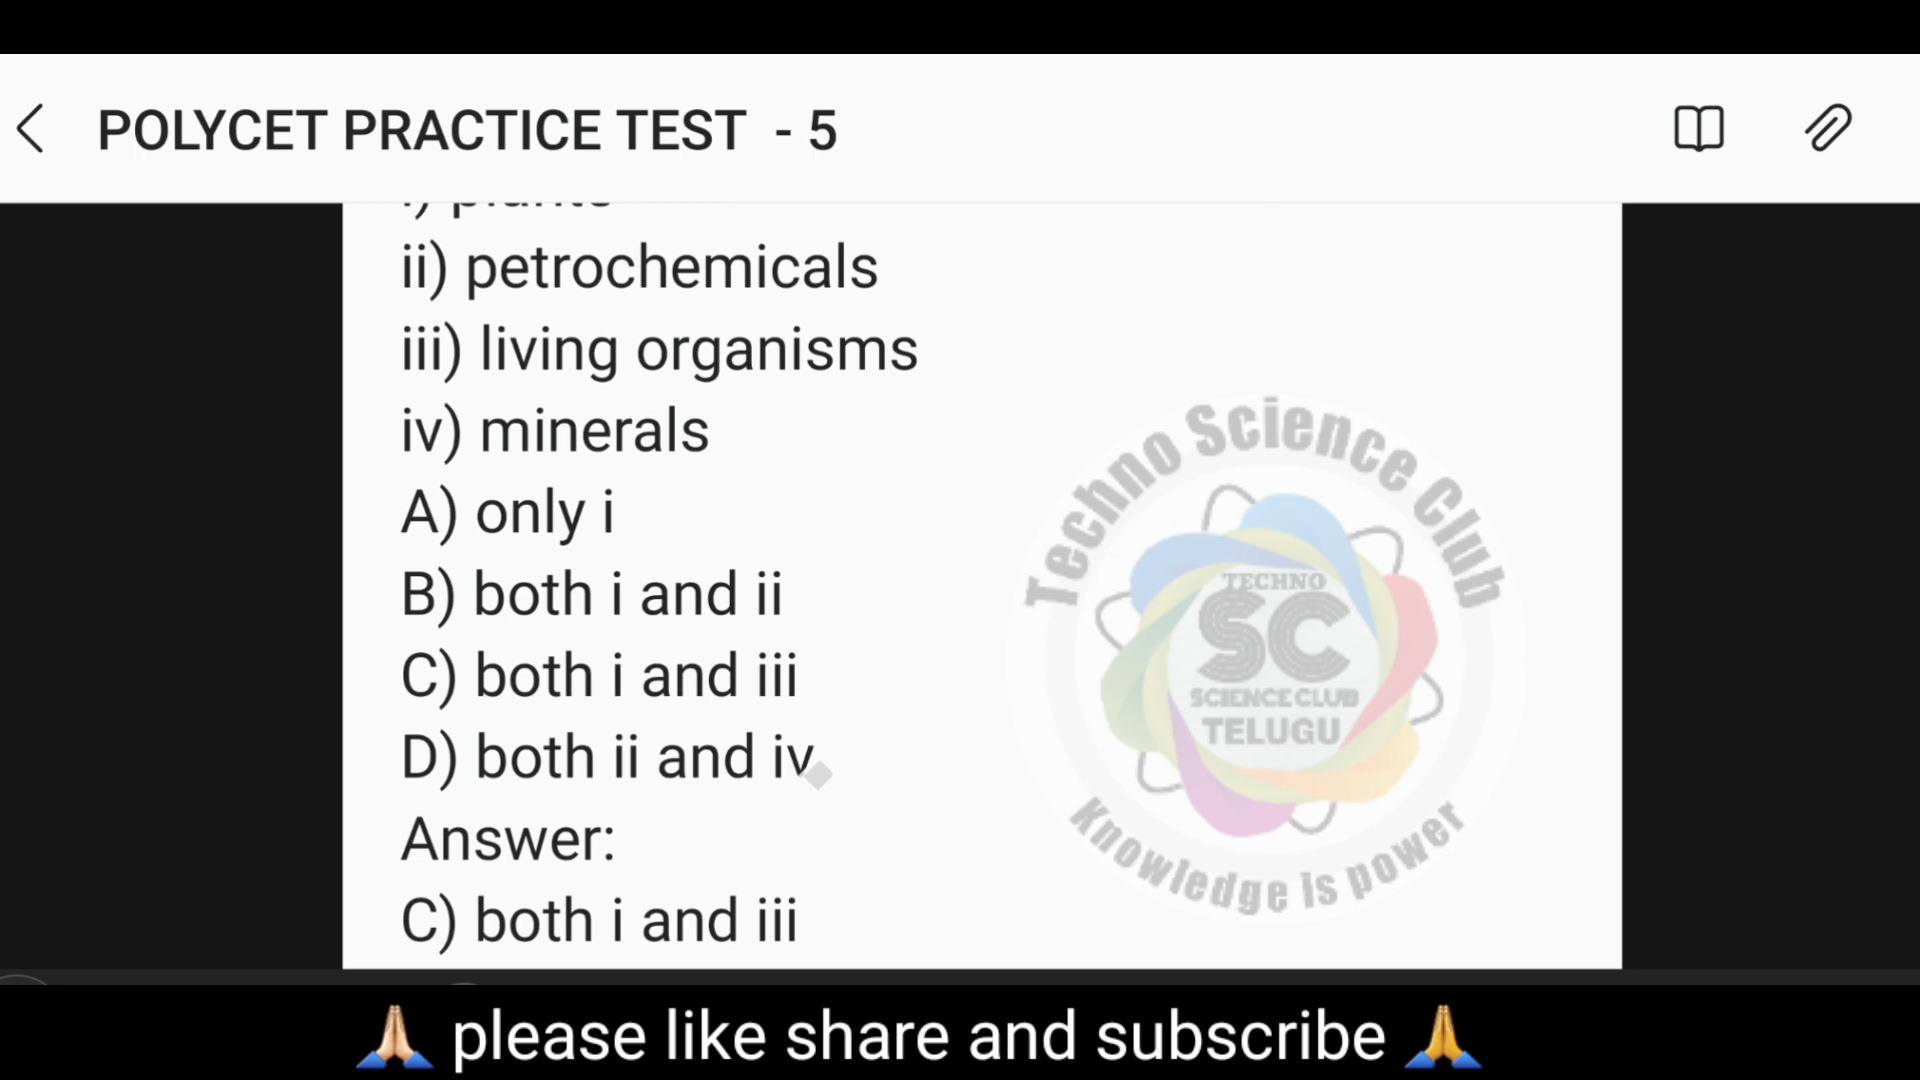 POLYCET PRACTICE TEST - 5
i) plants
ii) petrochemicals
iii) living organisms
iv) minerals
A) only i
B) both i and ii
C) both i and iii
D) both ii and iv
Answer:
C) both i and iii
Techno Science Club
TECHNO
SC
SCIENCE CLUB
TELUGU
Knowledge is power
🙏🏻 please like share and subscribe 🙏